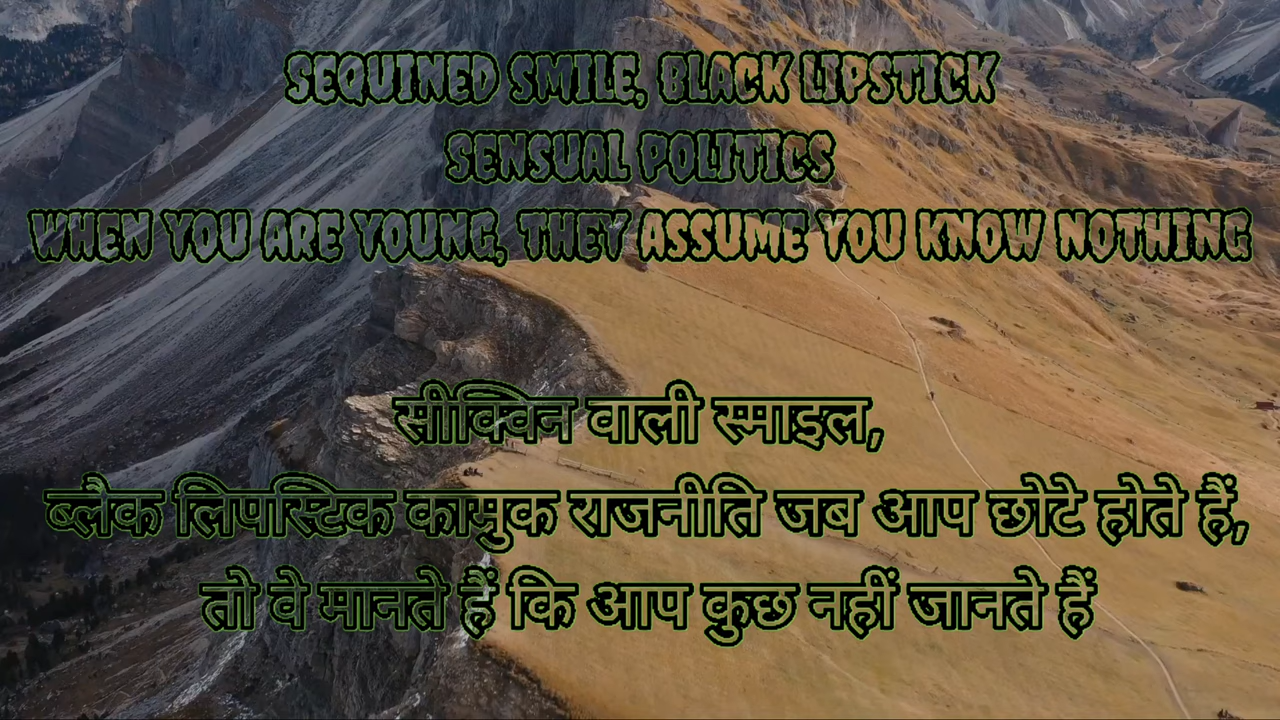 SEQUINED SMILE, BLACK LIPSTICK
SENSUAL POLITICS
WHEN YOU ARE YOUNG, THEY ASSUME YOU KNOW NOTHING
सीक्विन वाली स्माइल,
ब्लैक लिपस्टिक कामुक राजनीति जब आप छोटे होते हैं,
तो वे मानते हैं कि आप कुछ नहीं जानते हैं